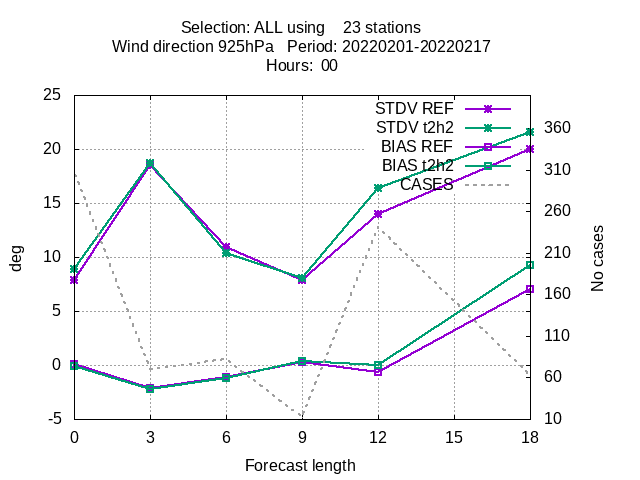 Selection: ALL using    23 stations
Wind direction 925hPa   Period: 20220201-20220217
Hours:  00
25
20
15
10
5
0
-5
deg
STDV REF
STDV t2h2
BIAS REF
BIAS t2h2
CASES
360
310
260
210
160
110
60
10
No cases
0 3 6 9 12 15 18
Forecast length